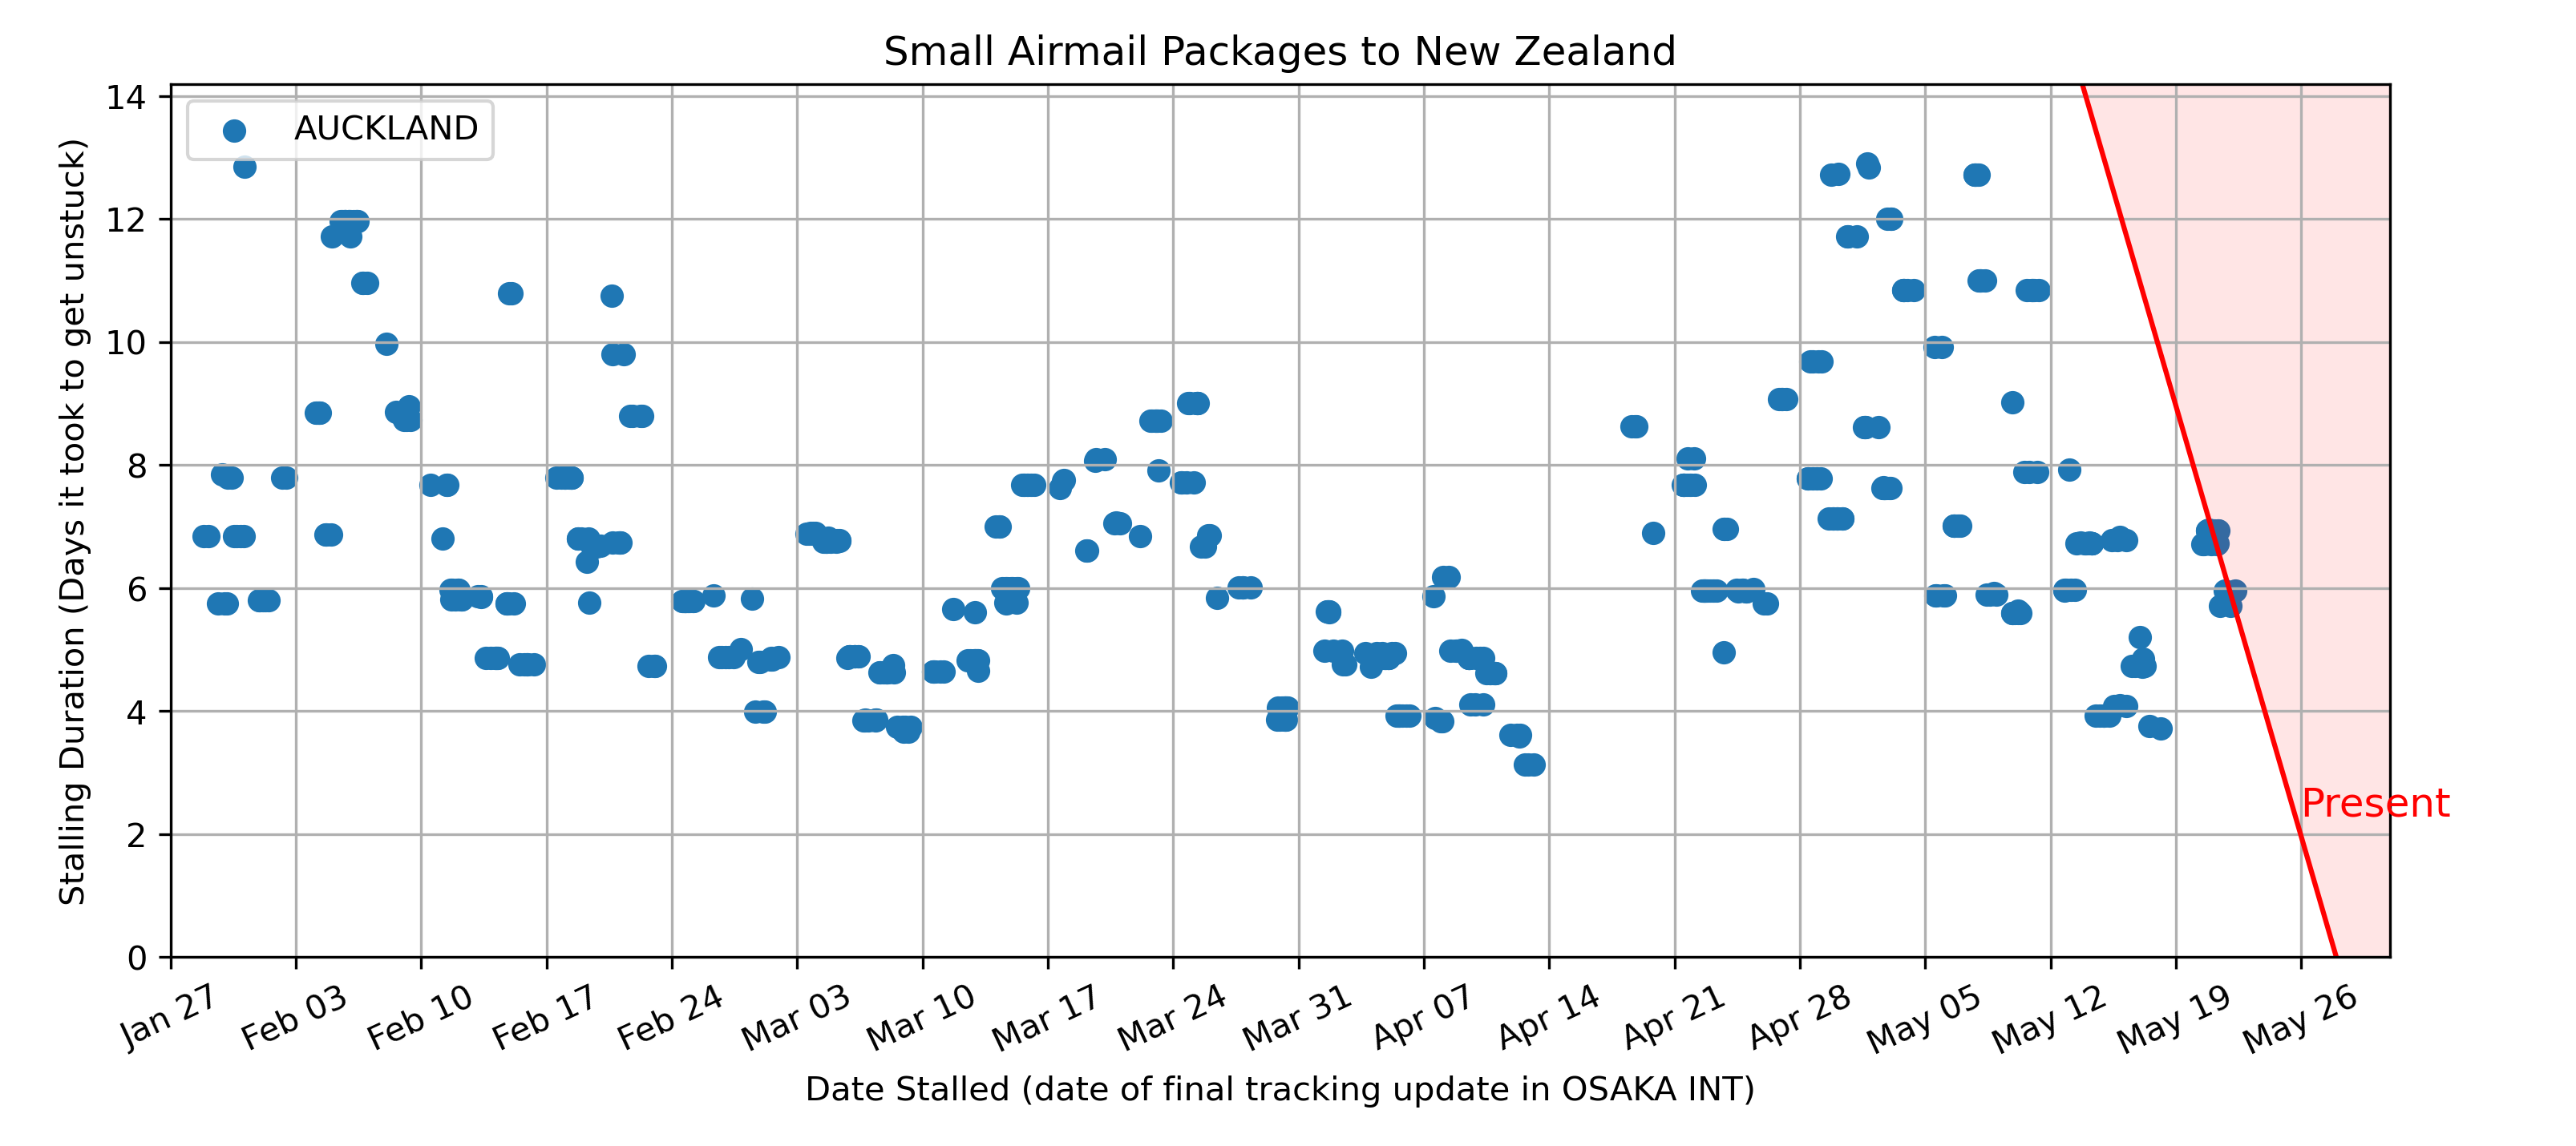 Small Airmail Packages to New Zealand
AUCKLAND
Stalling Duration (Days it took to get unstuck)
14
12
10
8
6
4
2
0
Present
Jan 27
Feb 03
Feb 10
Feb 17
Feb 24
Mar 03
Mar 10
Mar 17
Mar 24
Mar 31
Apr 07
Apr 14
Apr 21
Apr 28
May 05
May 12
May 19
May 26
Date Stalled (date of final tracking update in OSAKA INT)